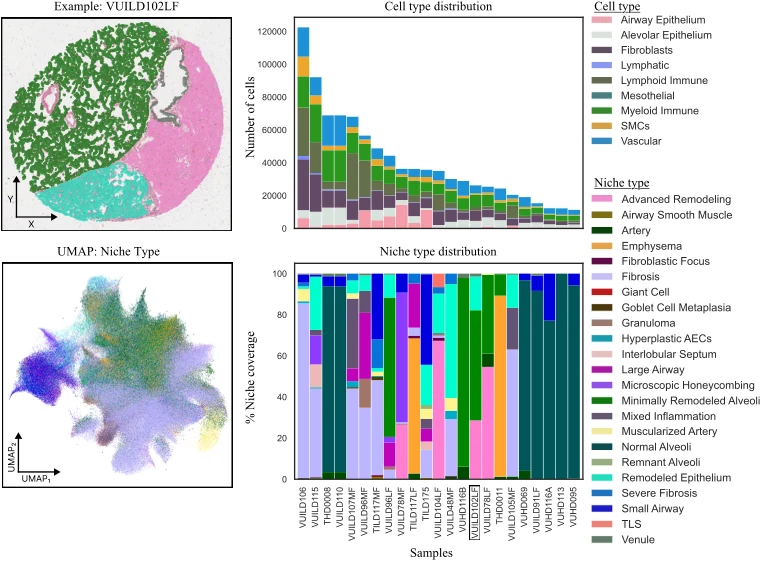 Example: VUILD102LF
Y
X
UMAP: Niche Type
UMAP₂
UMAP₁
Cell type distribution
Number of cells
120000
100000
80000
60000
40000
20000
0
Niche type distribution
% Niche coverage
100
80
60
40
20
0
VUILD106
VUILD115
THD0008
VUILD110
VUILD107MF
VUILD96MF
TILD117MF
VUILD96LF
VUILD78MF
TILD117LF
TILD175
VUILD104LF
VUILD48MF
VUHD116B
VUILD102LF
VUILD78LF
THD0011
VUILD105MF
VUHD069
VUILD91LF
VUHD116A
VUHD113
VUHD095
Samples
Cell type
Airway Epithelium
Alevolar Epithelium
Fibroblasts
Lymphatic
Lymphoid Immune
Mesothelial
Myeloid Immune
SMCs
Vascular
Niche type
Advanced Remodeling
Airway Smooth Muscle
Artery
Emphysema
Fibroblastic Focus
Fibrosis
Giant Cell
Goblet Cell Metaplasia
Granuloma
Hyperplastic AECs
Interlobular Septum
Large Airway
Microscopic Honeycombing
Minimally Remodeled Alveoli
Mixed Inflammation
Muscularized Artery
Normal Alveoli
Remnant Alveoli
Remodeled Epithelium
Severe Fibrosis
Small Airway
TLS
Venule